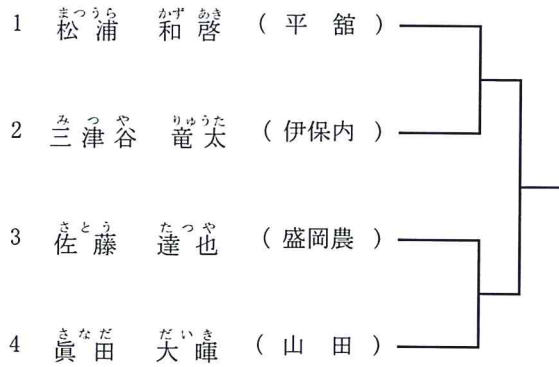 まつうら かず あき
1 松浦 和啓 (平舘)
みつや りゅうた
2 三津谷 竜太 (伊保内)
さとう たつや
3 佐藤 達也 (盛岡農)
さなだ だいき
4 眞田 大暉 (山田)